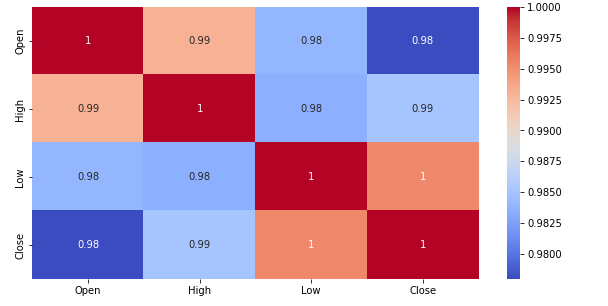 Open 1 0.99 0.98 0.98
High 0.99 1 0.98 0.99
Low 0.98 0.98 1 1
Close 0.98 0.99 1 1
Open High Low Close
1.0000
0.9975
0.9950
0.9925
0.9900
0.9875
0.9850
0.9825
0.9800